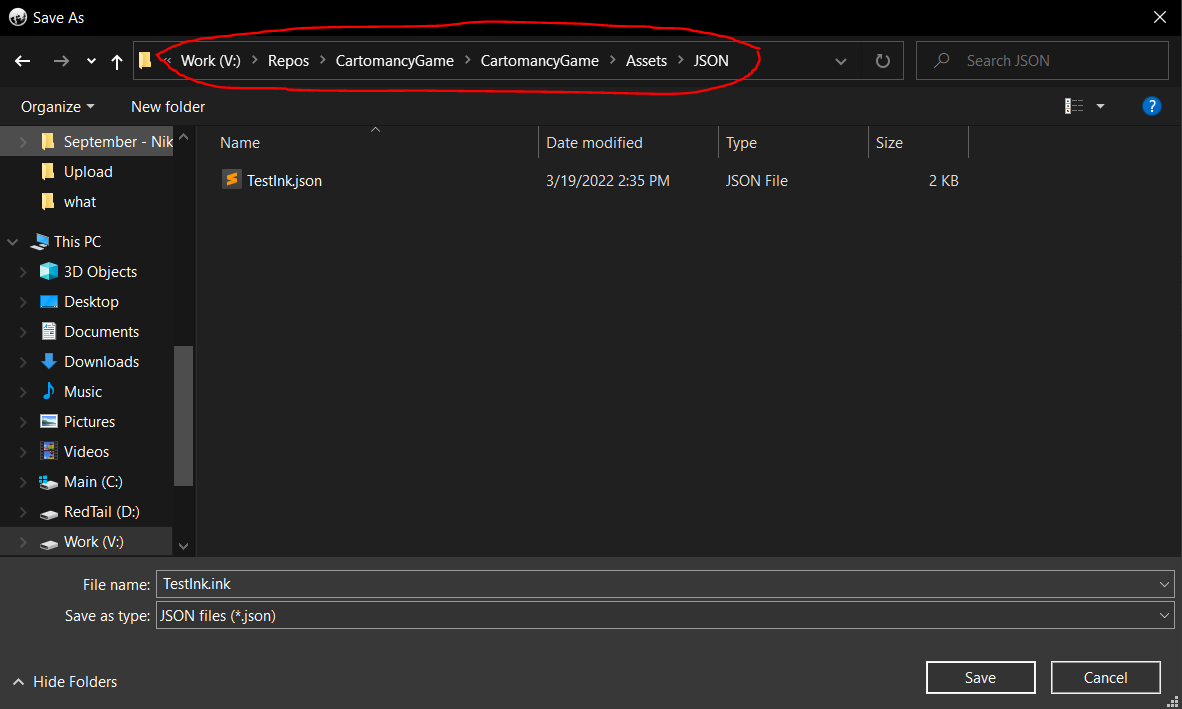 Save As
« Work (V:) > Repos > CartomancyGame > CartomancyGame > Assets > JSON
Search JSON
Organize
New folder
Name
Date modified
Type
Size
TestInk.json
3/19/2022 2:35 PM
JSON File
2 KB
September - Nik
Upload
what
This PC
3D Objects
Desktop
Documents
Downloads
Music
Pictures
Videos
Main (C:)
RedTail (D:)
Work (V:)
File name: TestInk.ink
Save as type: JSON files (*.json)
Hide Folders
Save
Cancel